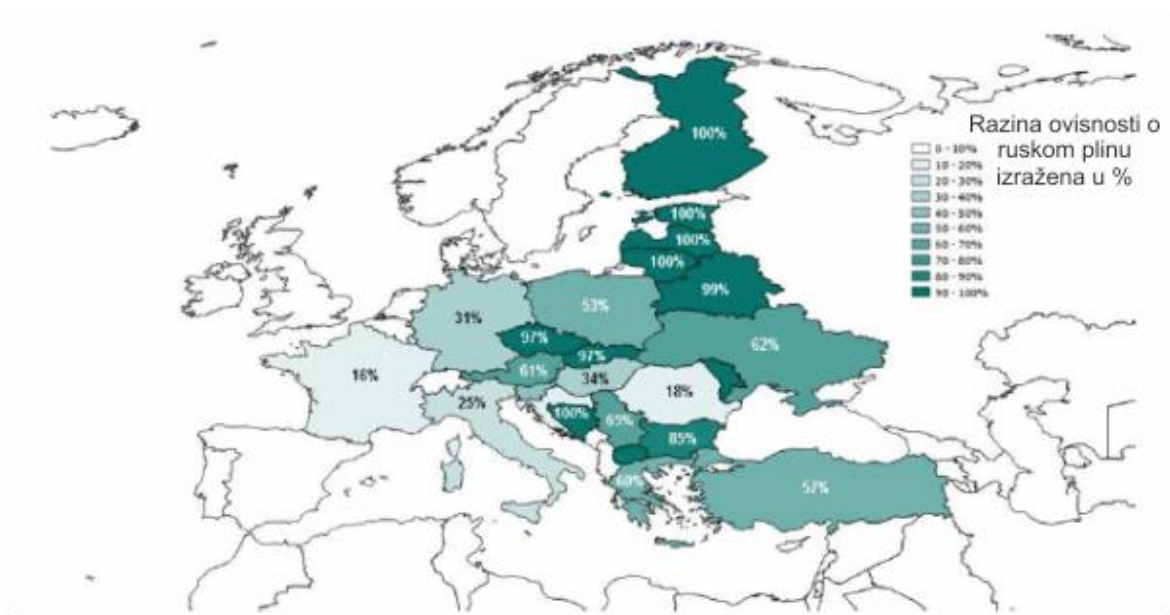 100%
Razina ovisnosti o
ruskom plinu
izražena u %
0 - 10%
10 - 20%
20 - 30%
30 - 40%
40 - 50%
50 - 60%
60 - 70%
70 - 80%
80 - 90%
90 - 100%
100%
100%
100%
99%
53%
31%
97%
62%
97%
61%
16%
34%
18%
25%
100%
65%
85%
60%
57%